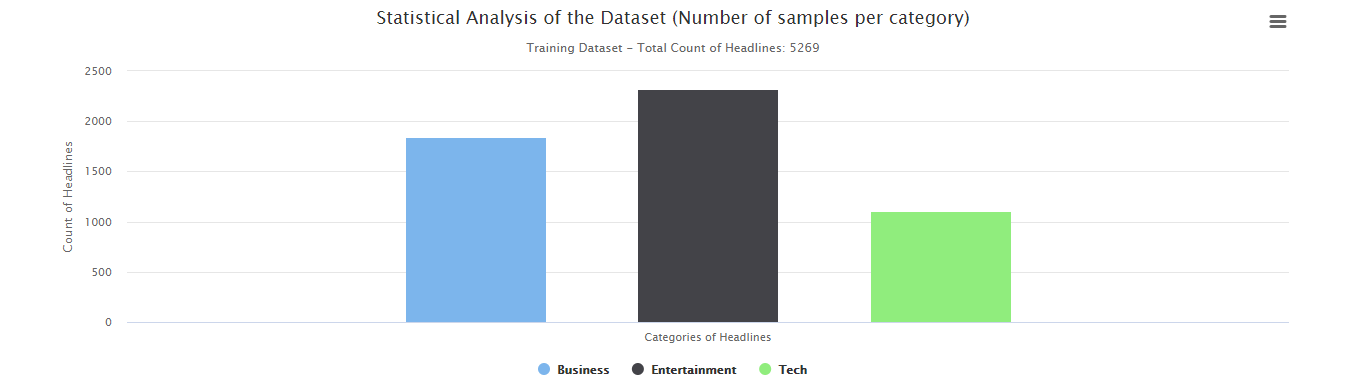 Statistical Analysis of the Dataset (Number of samples per category)
Training Dataset - Total Count of Headlines: 5269
2500
2000
1500
1000
500
0
Count of Headlines
Categories of Headlines
Business
Entertainment
Tech